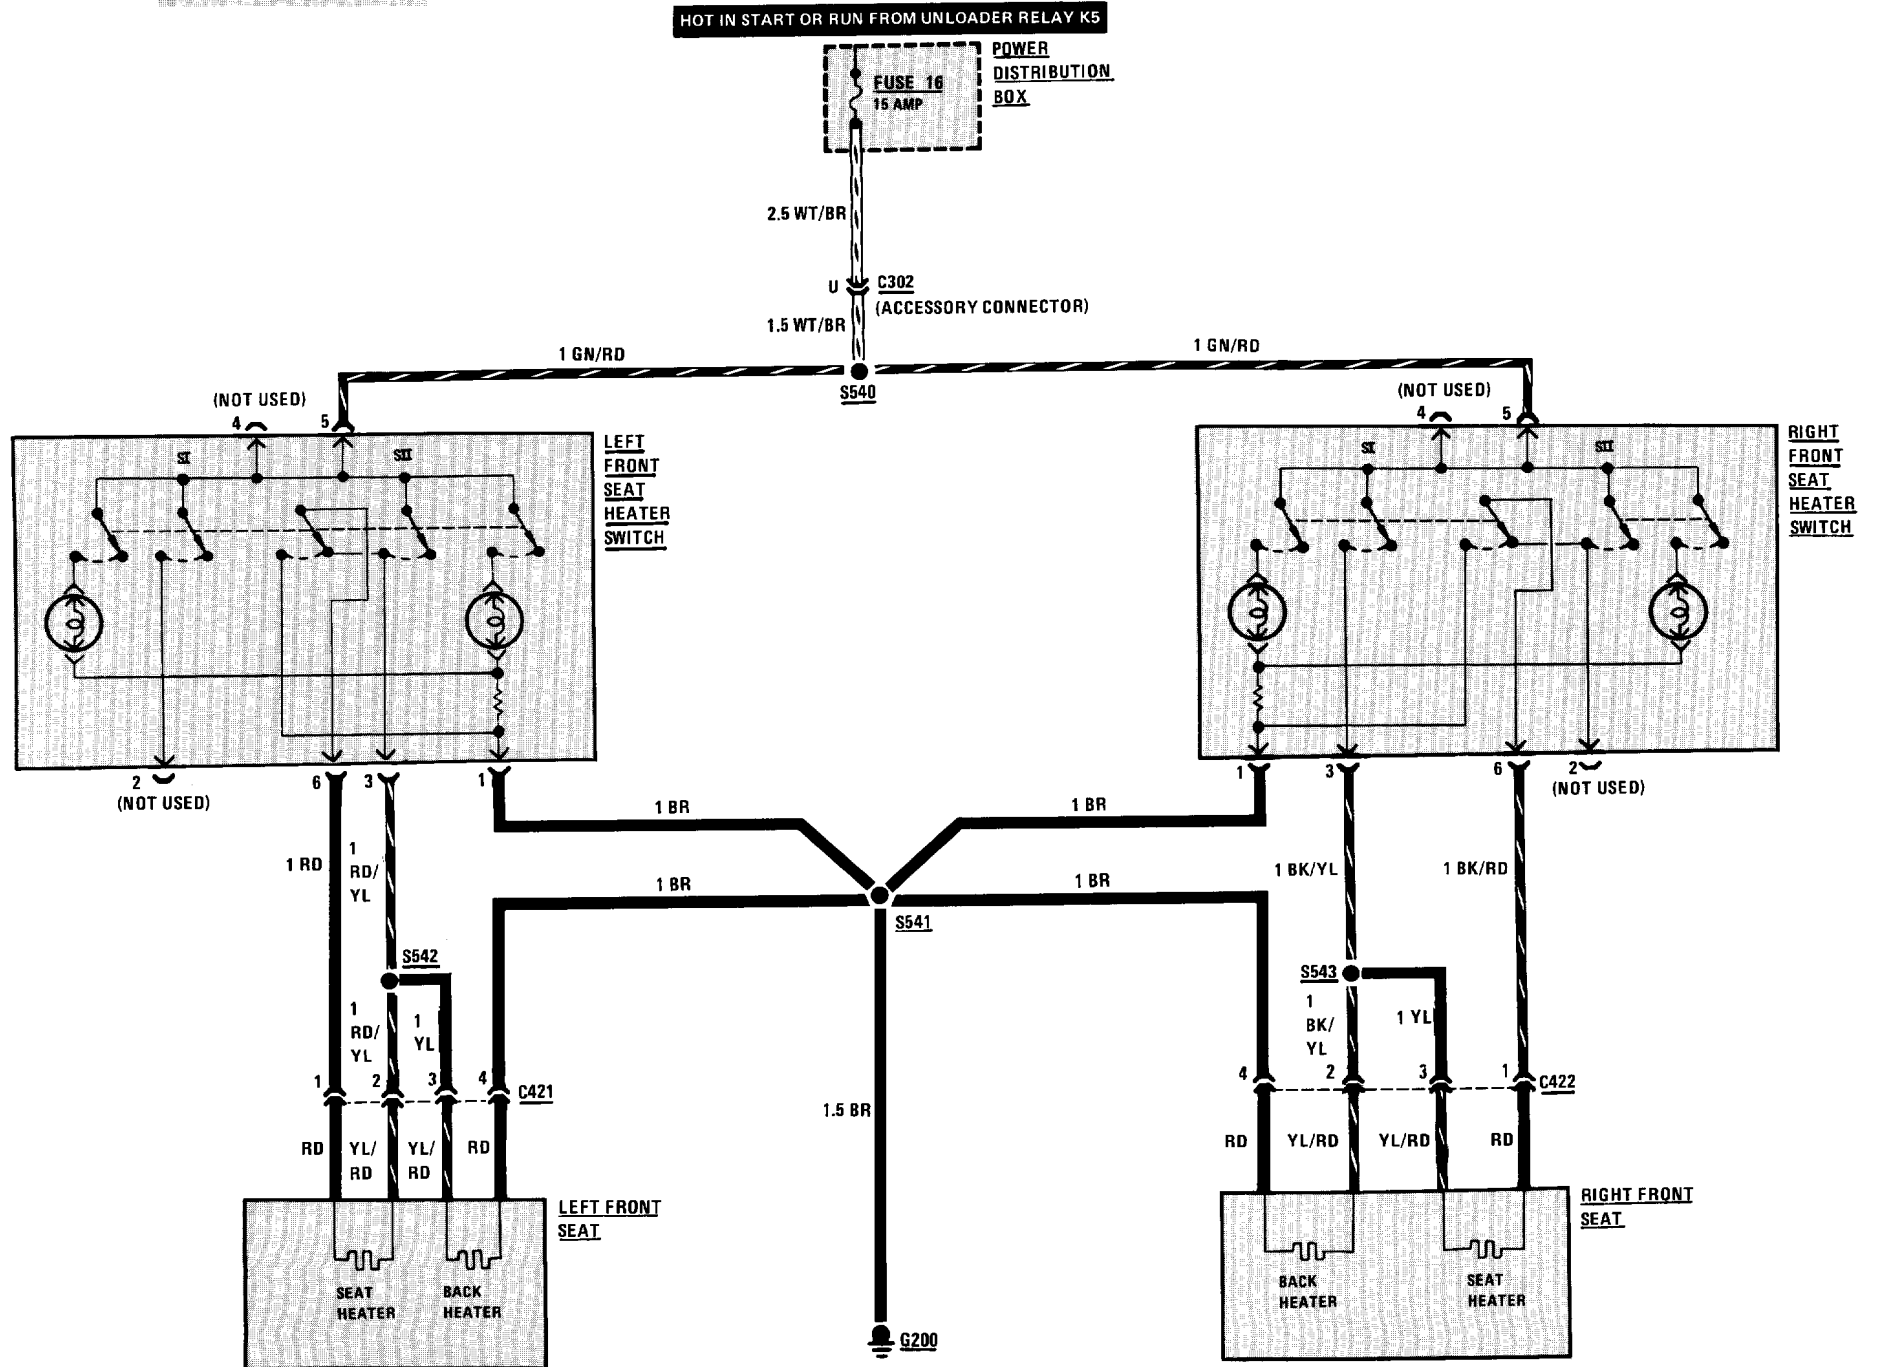 HOT IN START OR RUN FROM UNLOADER RELAY K5
POWER
DISTRIBUTION
BOX
FUSE 16
15 AMP
2.5 WT/BR
U
C302
(ACCESSORY CONNECTOR)
1.5 WT/BR
1 GN/RD
1 GN/RD
S540
(NOT USED)
4
5
(NOT USED)
4
5
LEFT
FRONT
SEAT
HEATER
SWITCH
SI
SII
RIGHT
FRONT
SEAT
HEATER
SWITCH
SI
SII
2
(NOT USED)
6
3
1
1
3
6
2
(NOT USED)
1 BR
1 BR
1 RD
1
RD/
YL
1 BR
1 BR
1 BK/YL
1 BK/RD
S541
S542
S543
1
RD/
YL
1
YL
1
BK/
YL
1 YL
1
2
3
4
C421
4
2
3
1
C422
1.5 BR
RD
YL/
RD
YL/
RD
RD
RD
YL/RD
YL/RD
RD
LEFT FRONT
SEAT
RIGHT FRONT
SEAT
SEAT
HEATER
BACK
HEATER
BACK
HEATER
SEAT
HEATER
G200